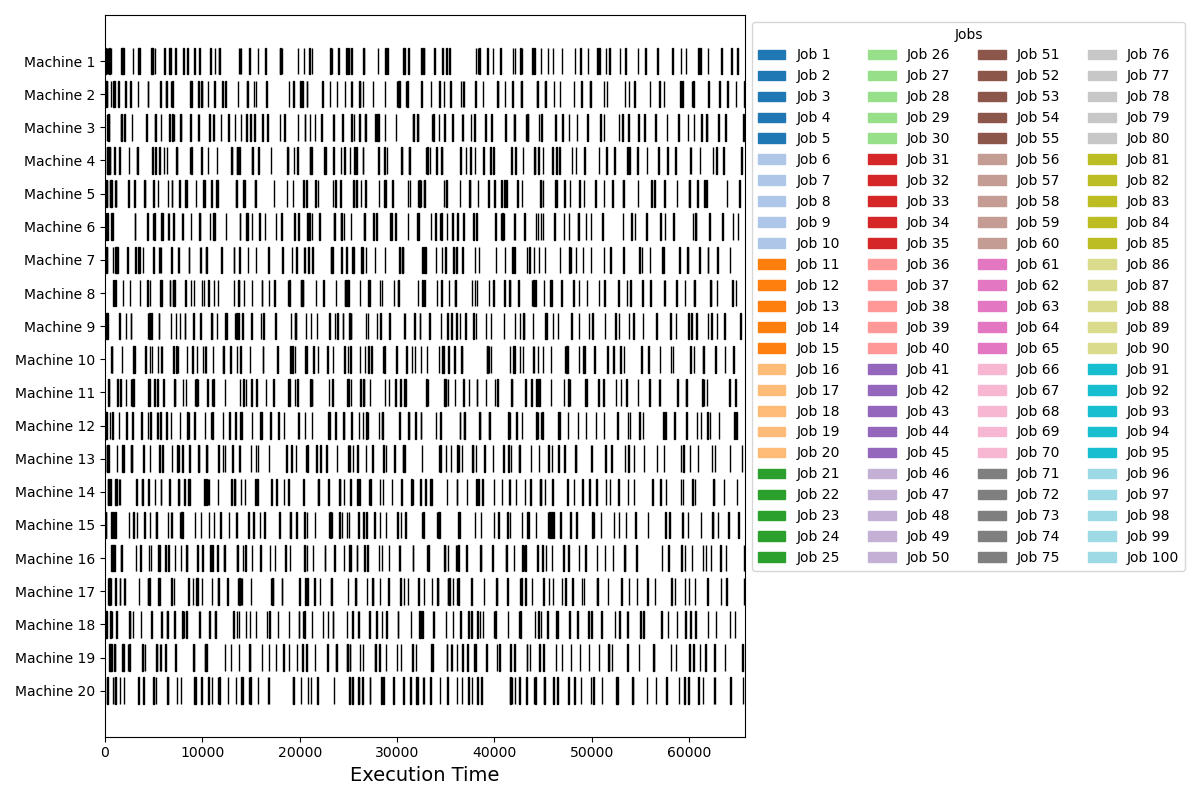 Machine 1
Machine 2
Machine 3
Machine 4
Machine 5
Machine 6
Machine 7
Machine 8
Machine 9
Machine 10
Machine 11
Machine 12
Machine 13
Machine 14
Machine 15
Machine 16
Machine 17
Machine 18
Machine 19
Machine 20
0 10000 20000 30000 40000 50000 60000
Execution Time
Jobs
Job 1 Job 26 Job 51 Job 76
Job 2 Job 27 Job 52 Job 77
Job 3 Job 28 Job 53 Job 78
Job 4 Job 29 Job 54 Job 79
Job 5 Job 30 Job 55 Job 80
Job 6 Job 31 Job 56 Job 81
Job 7 Job 32 Job 57 Job 82
Job 8 Job 33 Job 58 Job 83
Job 9 Job 34 Job 59 Job 84
Job 10 Job 35 Job 60 Job 85
Job 11 Job 36 Job 61 Job 86
Job 12 Job 37 Job 62 Job 87
Job 13 Job 38 Job 63 Job 88
Job 14 Job 39 Job 64 Job 89
Job 15 Job 40 Job 65 Job 90
Job 16 Job 41 Job 66 Job 91
Job 17 Job 42 Job 67 Job 92
Job 18 Job 43 Job 68 Job 93
Job 19 Job 44 Job 69 Job 94
Job 20 Job 45 Job 70 Job 95
Job 21 Job 46 Job 71 Job 96
Job 22 Job 47 Job 72 Job 97
Job 23 Job 48 Job 73 Job 98
Job 24 Job 49 Job 74 Job 99
Job 25 Job 50 Job 75 Job 100